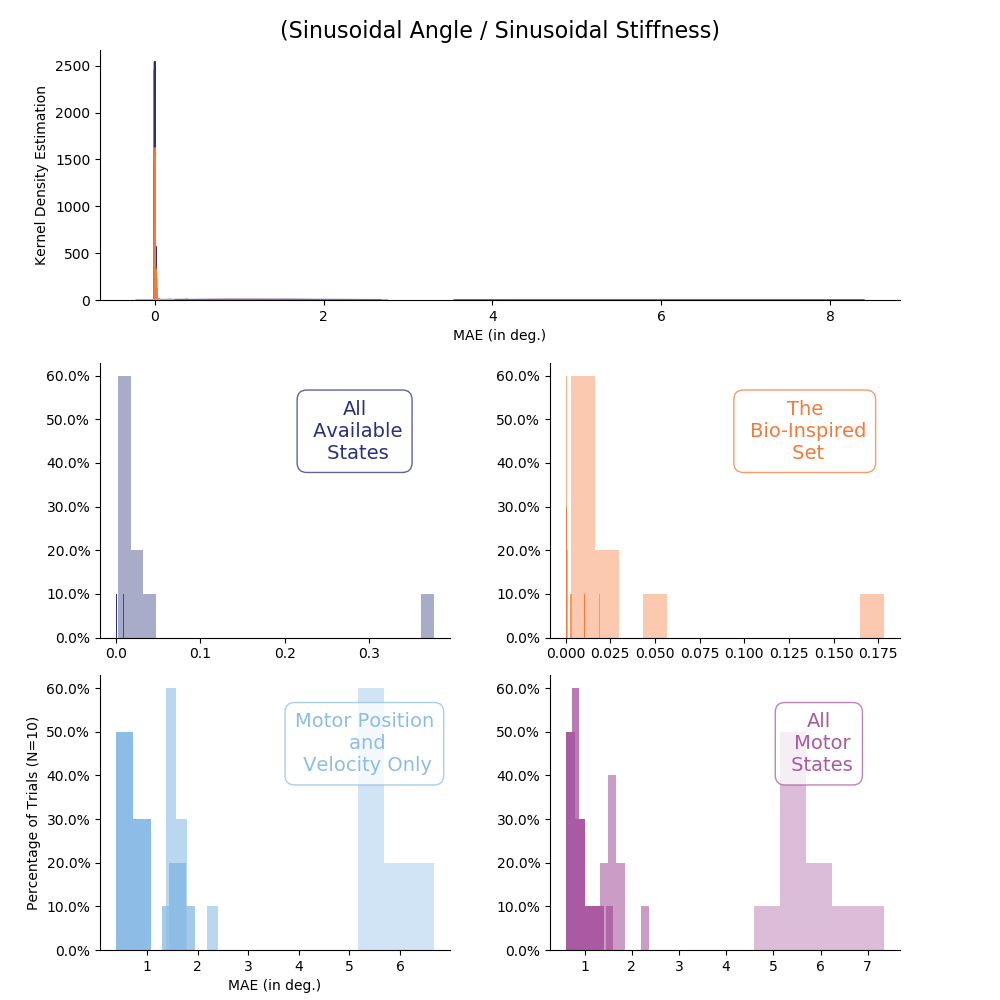 (Sinusoidal Angle / Sinusoidal Stiffness)
Kernel Density Estimation
2500
2000
1500
1000
500
0
0 2 4 6 8
MAE (in deg.)
60.0%
50.0%
40.0%
30.0%
20.0%
10.0%
0.0%
All
Available
States
0.0 0.1 0.2 0.3
60.0%
50.0%
40.0%
30.0%
20.0%
10.0%
0.0%
The
Bio-Inspired
Set
0.000 0.025 0.050 0.075 0.100 0.125 0.150 0.175
Percentage of Trials (N=10)
60.0%
50.0%
40.0%
30.0%
20.0%
10.0%
0.0%
Motor Position
and
Velocity Only
1 2 3 4 5 6
MAE (in deg.)
60.0%
50.0%
40.0%
30.0%
20.0%
10.0%
0.0%
All
Motor
States
1 2 3 4 5 6 7